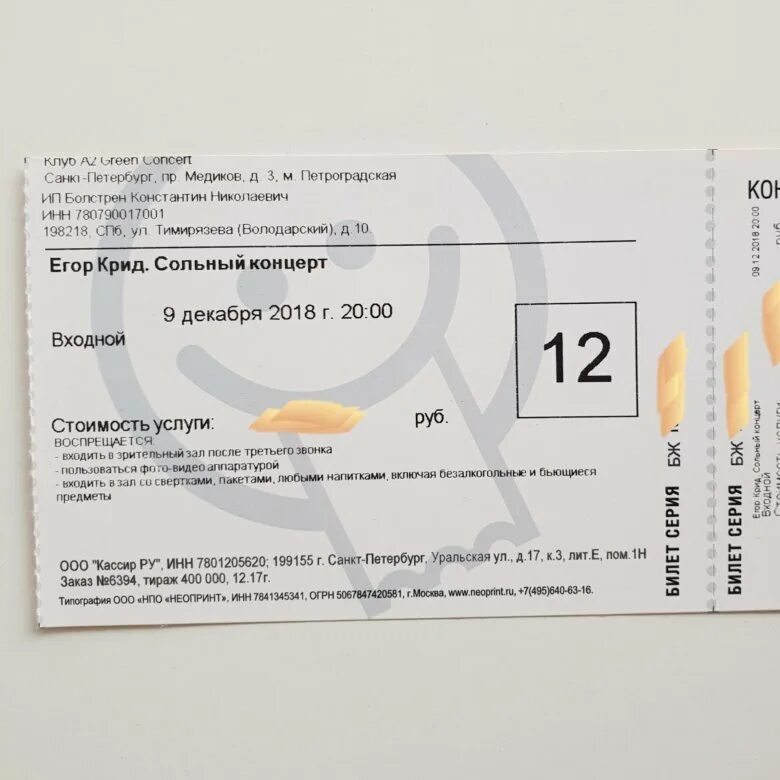 Клуб A2 Green Concert
Санкт-Петербург, пр. Медиков, д. 3, м. Петроградская
ИП Болстрен Константин Николаевич
ИНН 780790017001
198218, СПб, ул. Тимирязева (Володарский), д.10.
Егор Крид. Сольный концерт
9 декабря 2018 г. 20:00
Входной
12
Стоимость услуги:
руб.
ВОСПРЕЩАЕТСЯ:
- входить в зрительный зал после третьего звонка
- пользоваться фото-видео аппаратурой
- входить в зал со свертками, пакетами, любыми напитками, включая безалкогольные и бьющиеся
предметы
ООО "Кассир РУ", ИНН 7801205620; 199155 г. Санкт-Петербург, Уральская ул., д.17, к.3, лит.Е, пом.1Н
Заказ №6394, тираж 400 000, 12.17г.
Типография ООО «НПО «НЕОПРИНТ», ИНН 7841345341, ОГРН 5067847420581, г.Москва, www.neoprint.ru, +7(495)640-63-16.
БИЛЕТ СЕРИЯ БЖ
БИЛЕТ СЕРИЯ БЖ
КОН
09.12.2018 20:00
руб.
Егор Крид. Сольный концерт
Входной
Стоимость услуги